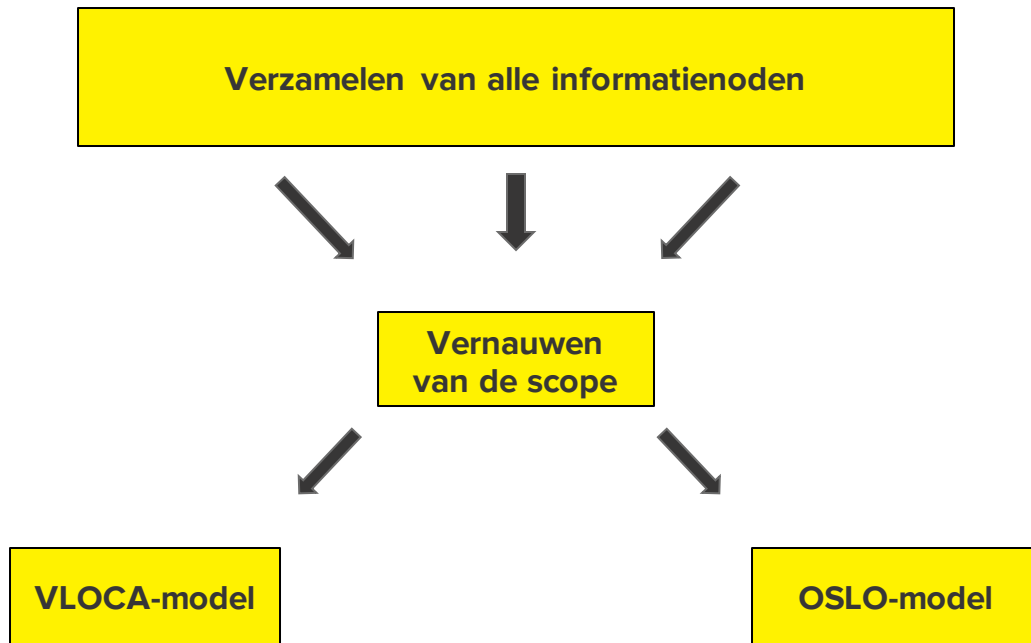 Verzamelen van alle informatienoden
Vernauwen
van de scope
VLOCA-model
OSLO-model